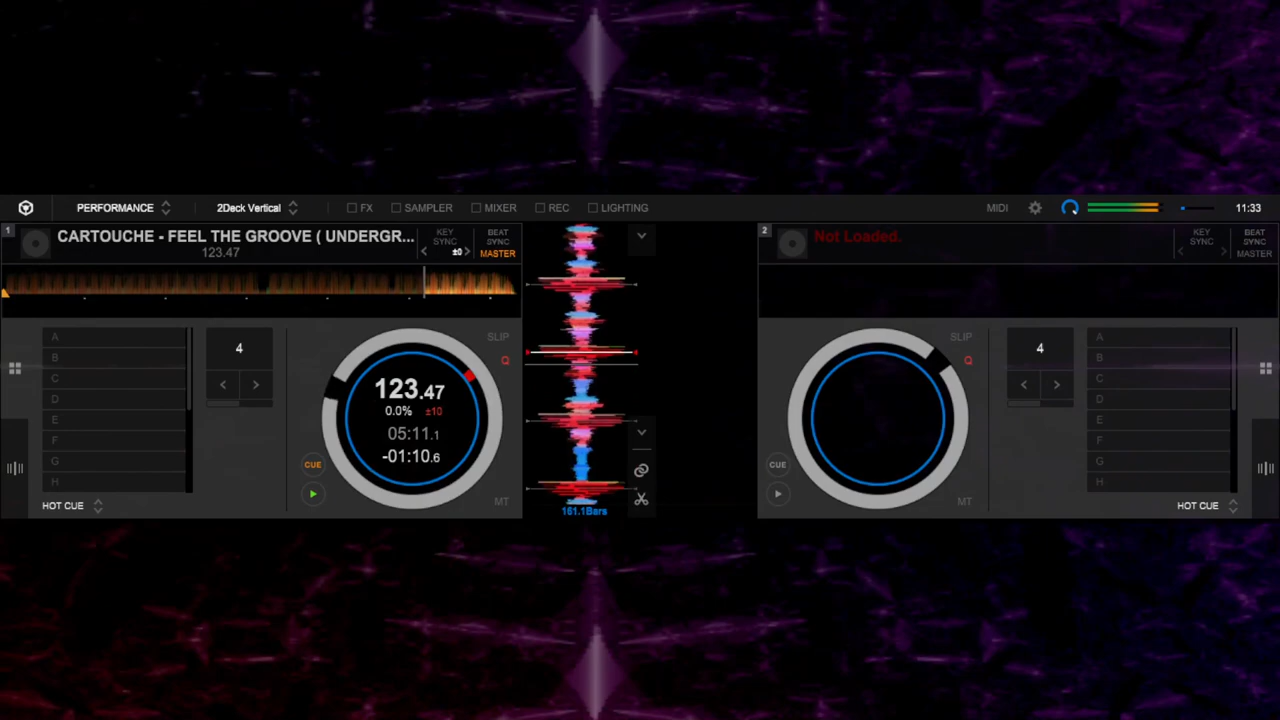 PERFORMANCE 2Deck Vertical FX SAMPLER MIXER REC LIGHTING MIDI 11:33
1 CARTOUCHE - FEEL THE GROOVE ( UNDERGR... KEY SYNC BEAT SYNC
123.47 < ±0 > MASTER
2 Not Loaded. KEY SYNC BEAT SYNC
< > MASTER
A
B
C
D
E
F
G
H
HOT CUE
4
< >
SLIP
Q
123.47
0.0% ±10
05:11.1
-01:10.6
CUE
MT
161.1Bars
SLIP
Q
CUE
MT
4
< >
A
B
C
D
E
F
G
H
HOT CUE